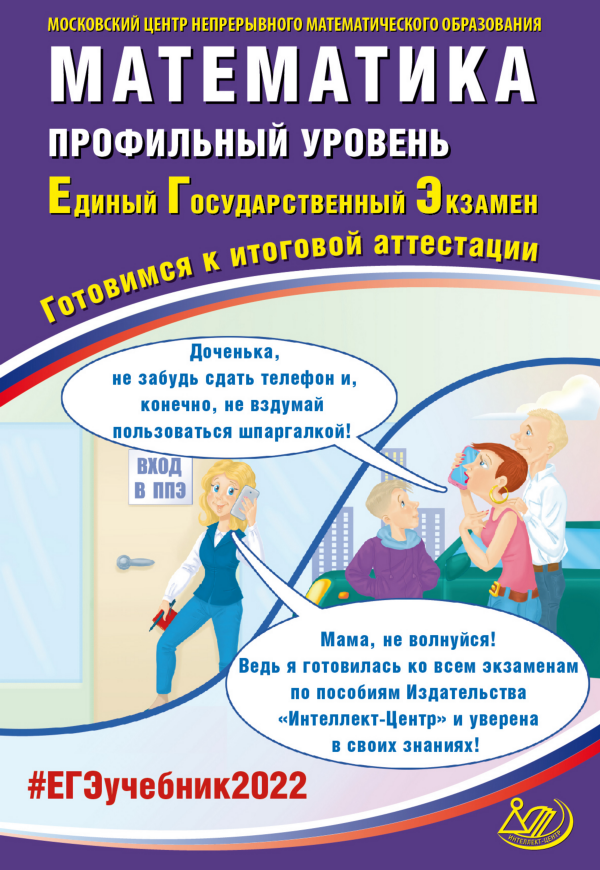 МОСКОВСКИЙ ЦЕНТР НЕПРЕРЫВНОГО МАТЕМАТИЧЕСКОГО ОБРАЗОВАНИЯ
МАТЕМАТИКА
ПРОФИЛЬНЫЙ УРОВЕНЬ
Единый Государственный Экзамен
Готовимся к итоговой аттестации
Доченька,
не забудь сдать телефон и,
конечно, не вздумай
пользоваться шпаргалкой!
ВХОД
В ППЭ
Мама, не волнуйся!
Ведь я готовилась ко всем экзаменам
по пособиям Издательства
«Интеллект-Центр» и уверена
в своих знаниях!
#ЕГЭучебник2022
ИНТЕЛЛЕКТ-ЦЕНТР